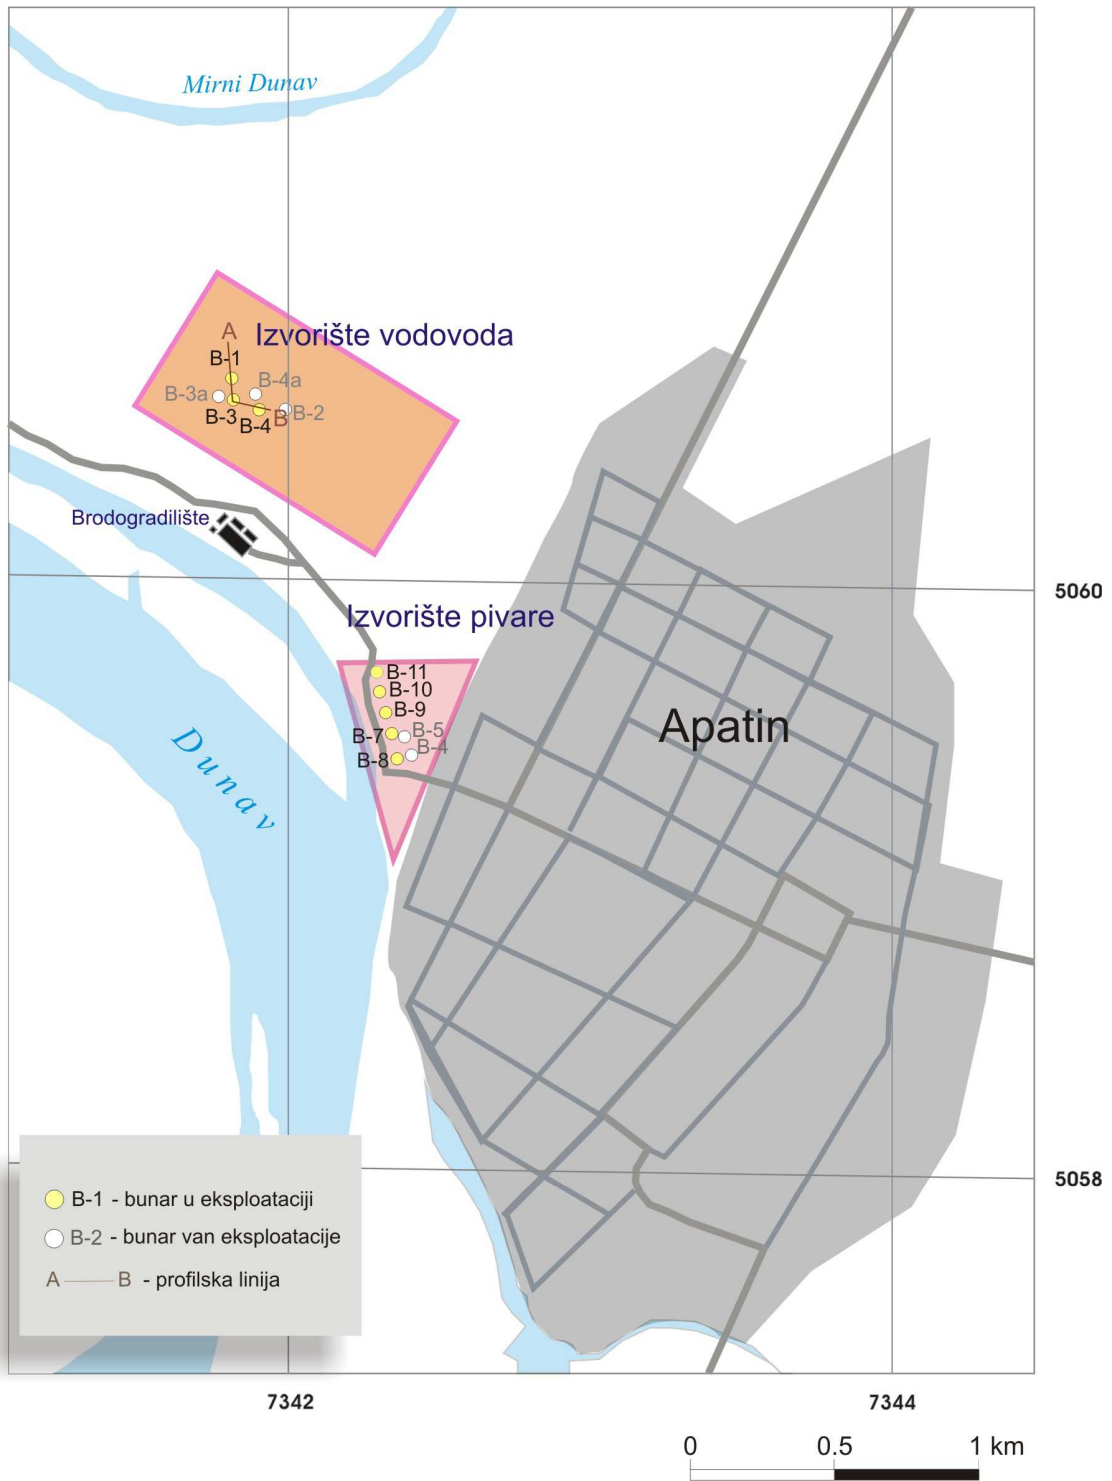 Mirni Dunav
A
Izvorište vodovoda
B-1
B-4a
B-3a
B-3
B-4
B
B-2
Brodogradilište
5060
Izvorište pivare
B-11
B-10
B-9
B-7
B-5
B-4
B-8
Apatin
Dunav
5058
B-1 - bunar u eksploataciji
B-2 - bunar van eksploatacije
A B - profilska linija
7342
7344
0 0.5 1 km